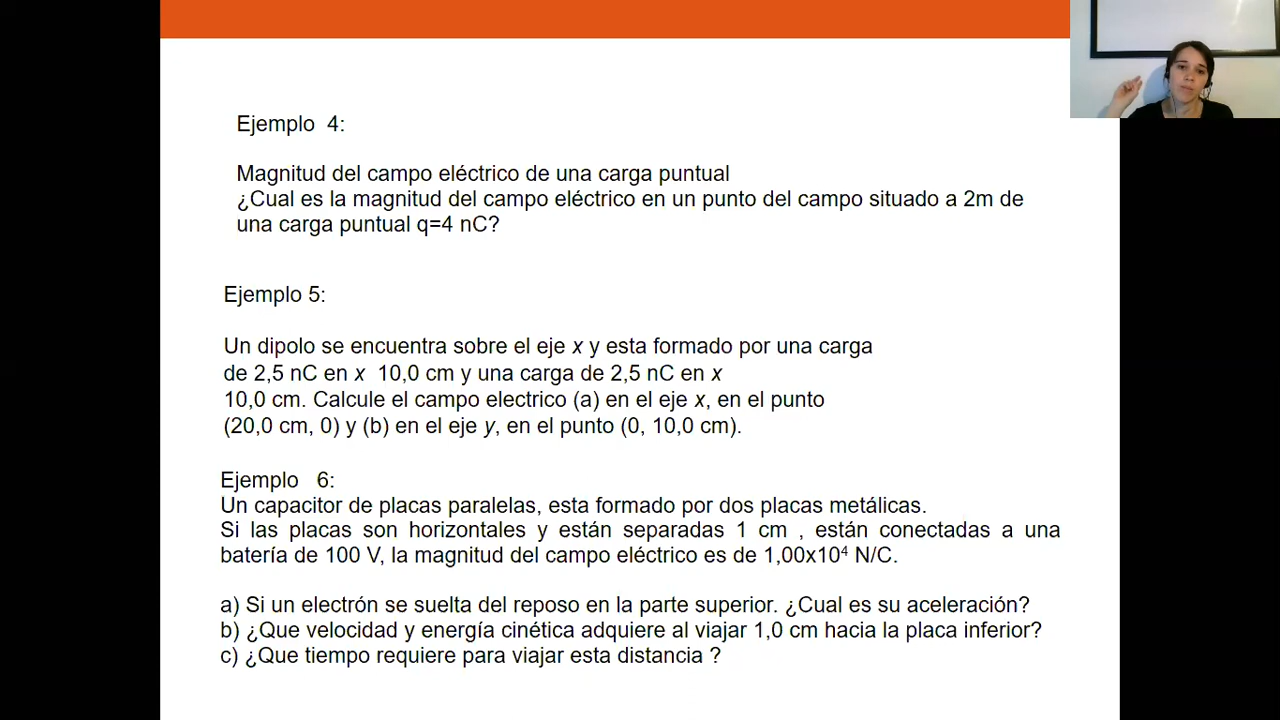 Ejemplo 4:
Magnitud del campo eléctrico de una carga puntual
¿Cual es la magnitud del campo eléctrico en un punto del campo situado a 2m de
una carga puntual q=4 nC?
Ejemplo 5:
Un dipolo se encuentra sobre el eje x y esta formado por una carga
de 2,5 nC en x 10,0 cm y una carga de 2,5 nC en x
10,0 cm. Calcule el campo electrico (a) en el eje x, en el punto
(20,0 cm, 0) y (b) en el eje y, en el punto (0, 10,0 cm).
Ejemplo 6:
Un capacitor de placas paralelas, esta formado por dos placas metálicas.
Si las placas son horizontales y están separadas 1 cm , están conectadas a una
batería de 100 V, la magnitud del campo eléctrico es de 1,00x10⁴ N/C.
a) Si un electrón se suelta del reposo en la parte superior. ¿Cual es su aceleración?
b) ¿Que velocidad y energía cinética adquiere al viajar 1,0 cm hacia la placa inferior?
c) ¿Que tiempo requiere para viajar esta distancia ?